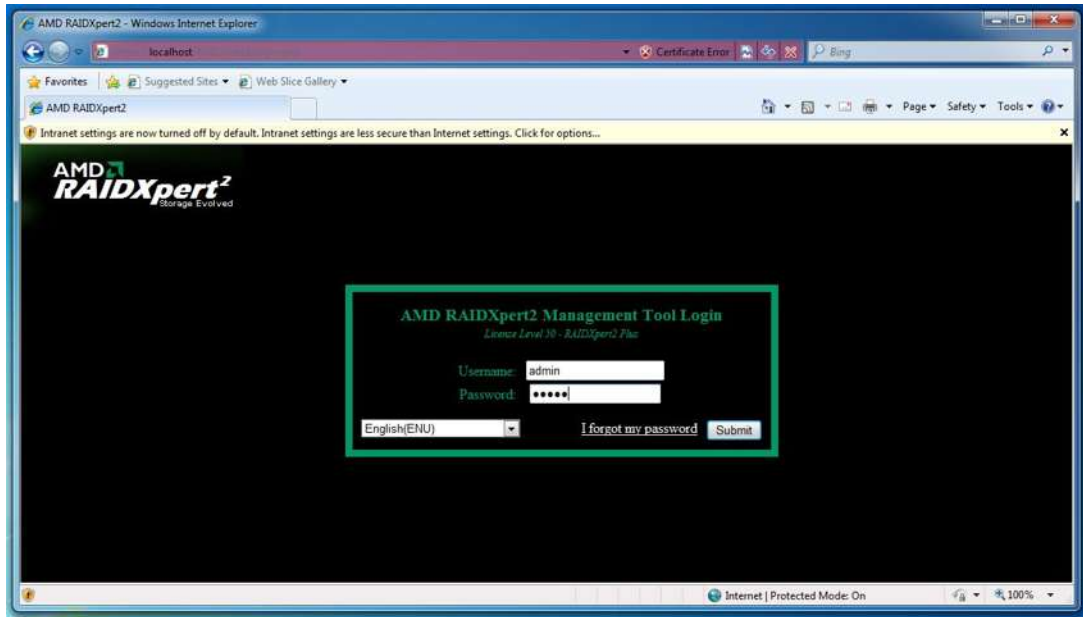 AMD RAIDXpert2 - Windows Internet Explorer
localhost
Certificate Error
Bing
Favorites
Suggested Sites
Web Slice Gallery
AMD RAIDXpert2
Page
Safety
Tools
Intranet settings are now turned off by default. Intranet settings are less secure than Internet settings. Click for options...
AMD
RAIDXpert2
Storage Evolved
AMD RAIDXpert2 Management Tool Login
License Level 30 - RAIDXpert2 Plus
Username: admin
Password: •••••
English(ENU)
I forgot my password
Submit
Internet | Protected Mode: On
100%